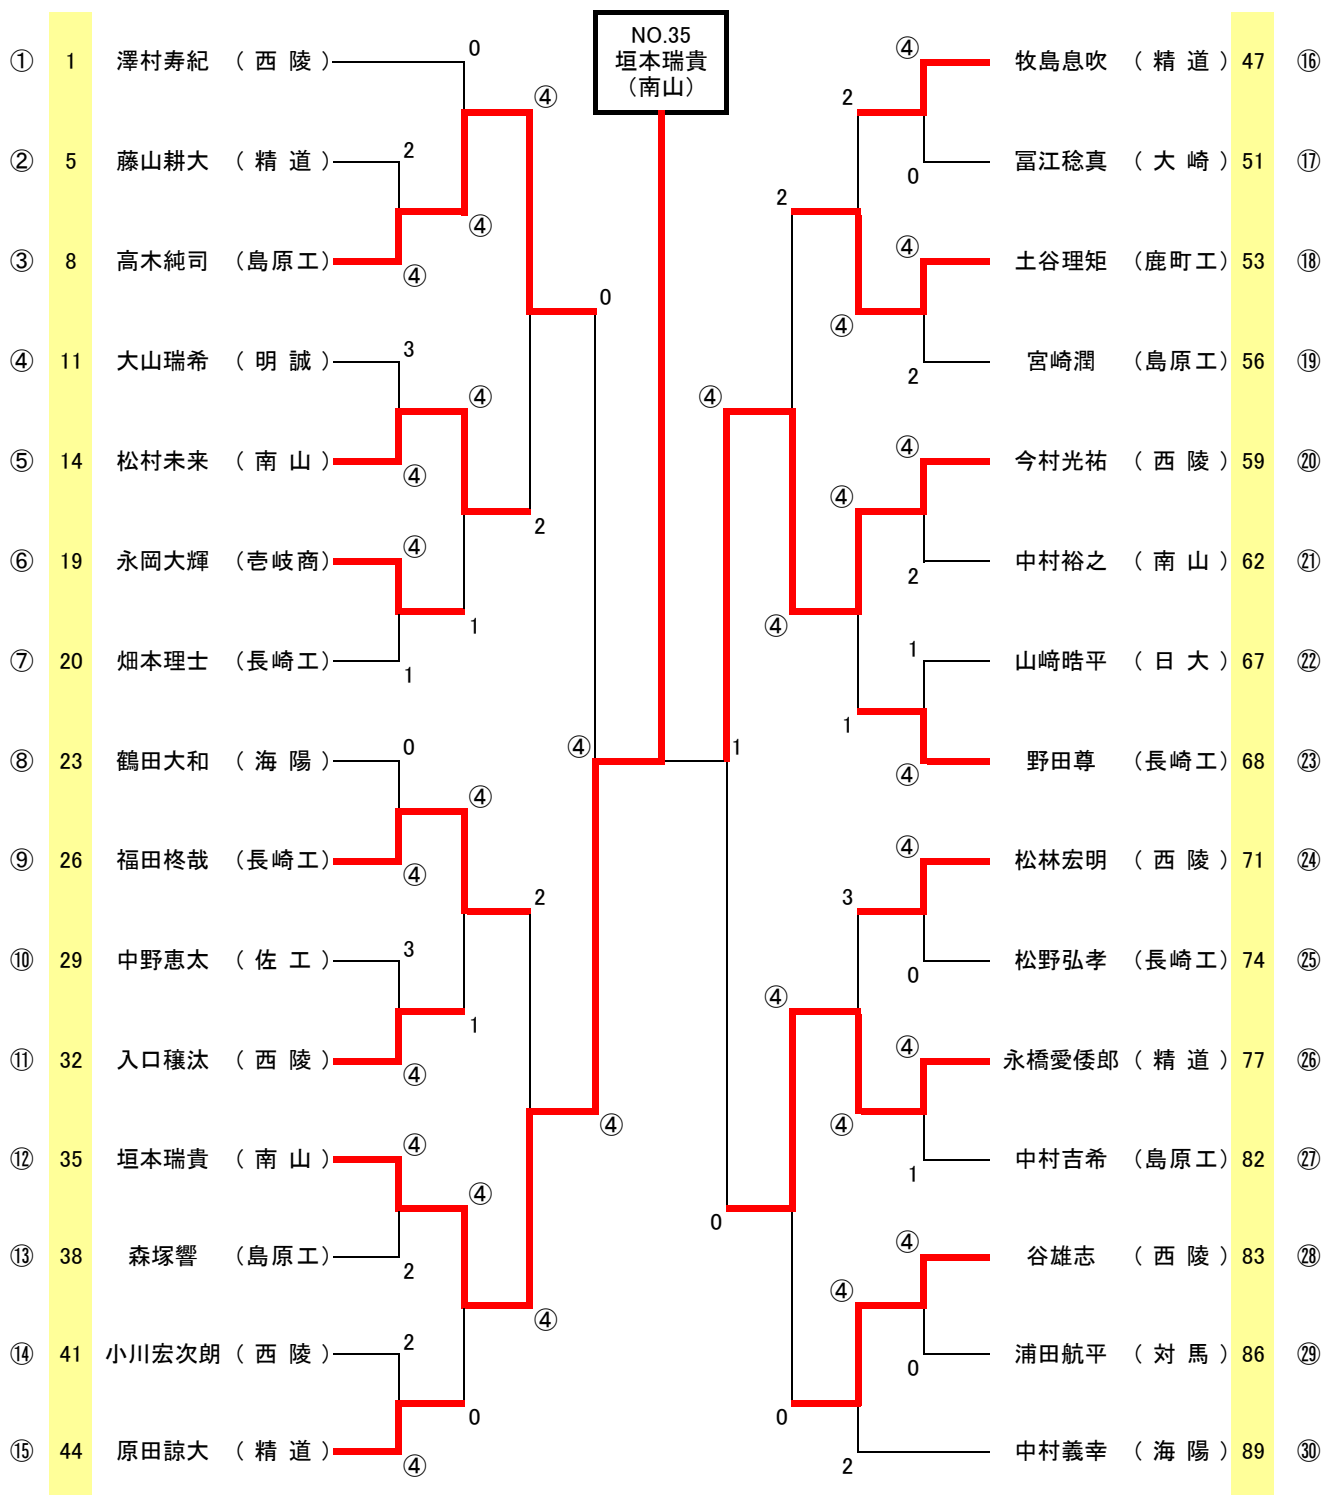 NO.35
垣本瑞貴
（南山）
① 1 澤村寿紀 （ 西 陵 ） 0
④
② 5 藤山耕大 （ 精 道 ） 2
④
③ 8 高木純司 （島原工） ④
0
④ 11 大山瑞希 （ 明 誠 ） 3
④
⑤ 14 松村未来 （ 南 山 ） ④
2
⑥ 19 永岡大輝 （壱岐商） ④
1
⑦ 20 畑本理士 （長崎工） 1
④
⑧ 23 鶴田大和 （ 海 陽 ） 0
④
⑨ 26 福田柊哉 （長崎工） ④
2
⑩ 29 中野恵太 （ 佐 工 ） 3
1
⑪ 32 入口穣汰 （ 西 陵 ） ④
④
⑫ 35 垣本瑞貴 （ 南 山 ） ④
④
⑬ 38 森塚響 （島原工） 2
④
⑭ 41 小川宏次朗 （ 西 陵 ） 2
0
⑮ 44 原田諒大 （ 精 道 ） ④
④ 牧島息吹 （ 精 道 ） 47 ⑯
2
0 冨江稔真 （ 大 崎 ） 51 ⑰
2
④ 土谷理矩 （鹿町工） 53 ⑱
④
2 宮崎潤 （島原工） 56 ⑲
④
④ 今村光祐 （ 西 陵 ） 59 ⑳
④
2 中村裕之 （ 南 山 ） 62 ㉑
④
1 山﨑晧平 （ 日 大 ） 67 ㉒
1
④ 野田尊 （長崎工） 68 ㉓
1
④ 松林宏明 （ 西 陵 ） 71 ㉔
3
0 松野弘孝 （長崎工） 74 ㉕
④
④ 永橋愛倭郎 （ 精 道 ） 77 ㉖
④
1 中村吉希 （島原工） 82 ㉗
0
④ 谷雄志 （ 西 陵 ） 83 ㉘
④
0 浦田航平 （ 対 馬 ） 86 ㉙
0
2 中村義幸 （ 海 陽 ） 89 ㉚